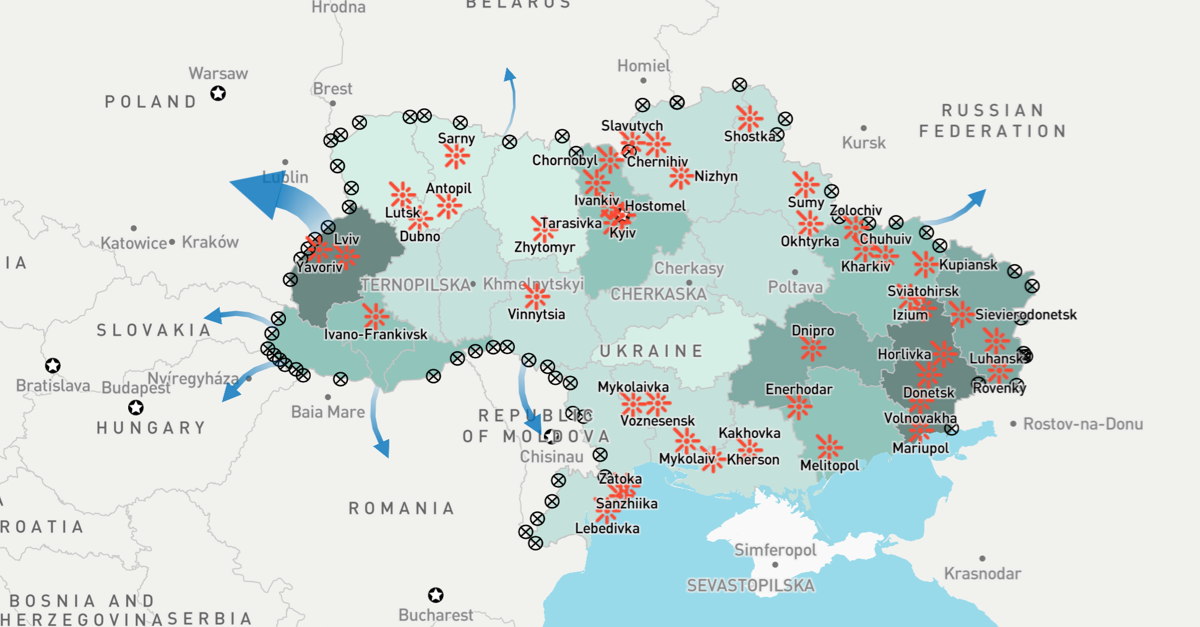 Hrodna
BELARUS
Warsaw
Homiel
Brest
POLAND
RUSSIAN
FEDERATION
Kursk
Slavutych
Shostka
Sarny
Chornobyl
Chernihiv
Lublin
Nizhyn
Antopil
Ivankiv
Hostomel
Sumy
Zolochiv
Lutsk
Tarasivka
Dubno
Kyiv
Okhtyrka
Chuhuiv
Lviv
Zhytomyr
Katowice
Kraków
IA
Yavoriv
Kharkiv
Kupiansk
Cherkasy
TERNOPILSKA
Khmelnytskyi
Poltava
CHERKASKA
Sviatohirsk
Vinnytsia
Izium
Sievierodonetsk
SLOVAKIA
Ivano-Frankivsk
Dnipro
UKRAINE
Horlivka
Luhansk
Bratislava
Budapest
Nyíregyháza
Mykolaivka
Enerhodar
Donetsk
Rovenky
Baia Mare
REPUBLIC
OF MOLDOVA
Voznesensk
Volnovakha
Rostov-na-Donu
HUNGARY
Kakhovka
Chisinau
Mykolaiv
Kherson
Melitopol
Mariupol
Zatoka
Sanzhiika
ROMANIA
Lebedivka
ROATIA
Simferopol
SEVASTOPILSKA
Krasnodar
BOSNIA AND
HERZEGOVINA
SERBIA
Bucharest